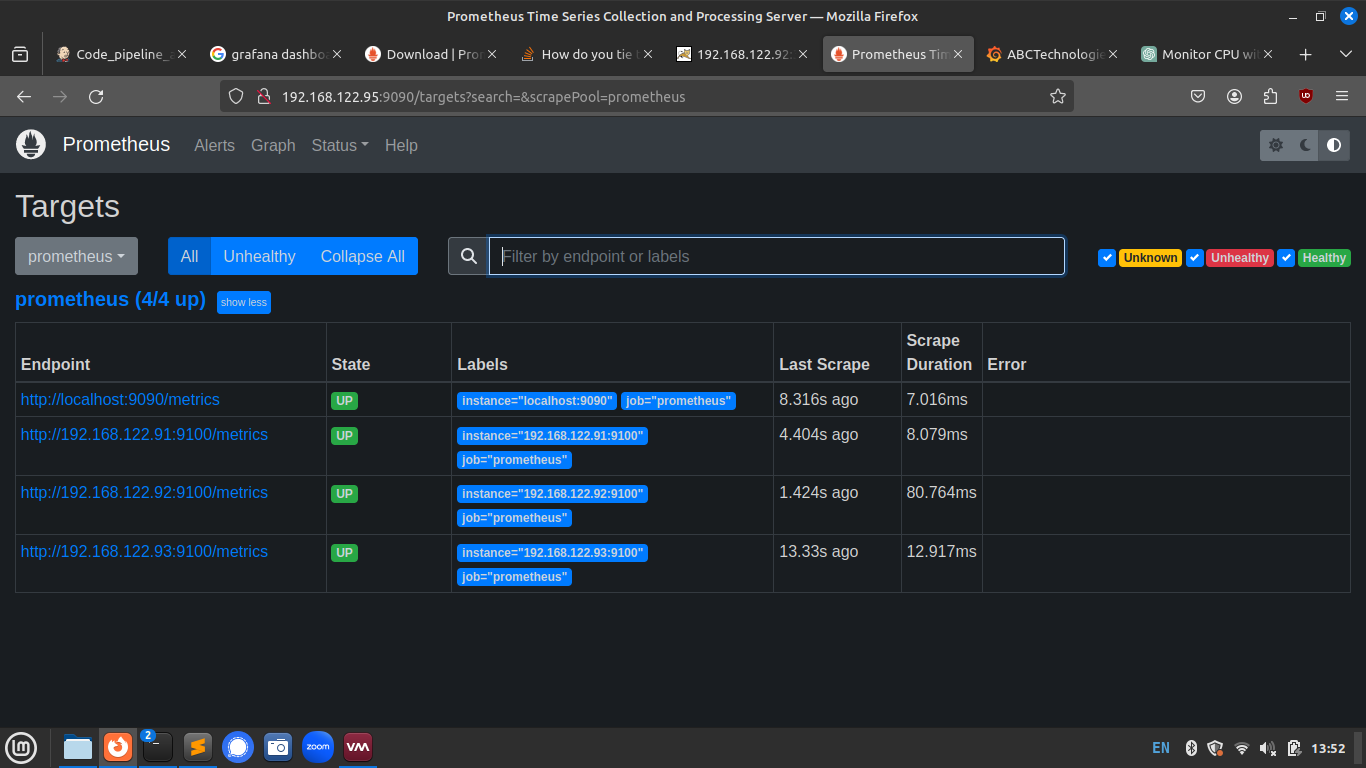 Prometheus Time Series Collection and Processing Server — Mozilla Firefox
Code_pipeline_a
grafana dashboa
Download | Pro
How do you tie
192.168.122.92:
Prometheus Tim
ABCTechnologie
Monitor CPU wi
192.168.122.95:9090/targets?search=&scrapePool=prometheus
Prometheus Alerts Graph Status Help
Targets
prometheus All Unhealthy Collapse All Filter by endpoint or labels Unknown Unhealthy Healthy
prometheus (4/4 up) show less
Endpoint State Labels Last Scrape Scrape Duration Error
http://localhost:9090/metrics UP instance="localhost:9090" job="prometheus" 8.316s ago 7.016ms
http://192.168.122.91:9100/metrics UP instance="192.168.122.91:9100" 4.404s ago 8.079ms
job="prometheus"
http://192.168.122.92:9100/metrics UP instance="192.168.122.92:9100" 1.424s ago 80.764ms
job="prometheus"
http://192.168.122.93:9100/metrics UP instance="192.168.122.93:9100" 13.33s ago 12.917ms
job="prometheus"
2 zoom VM EN 13:52